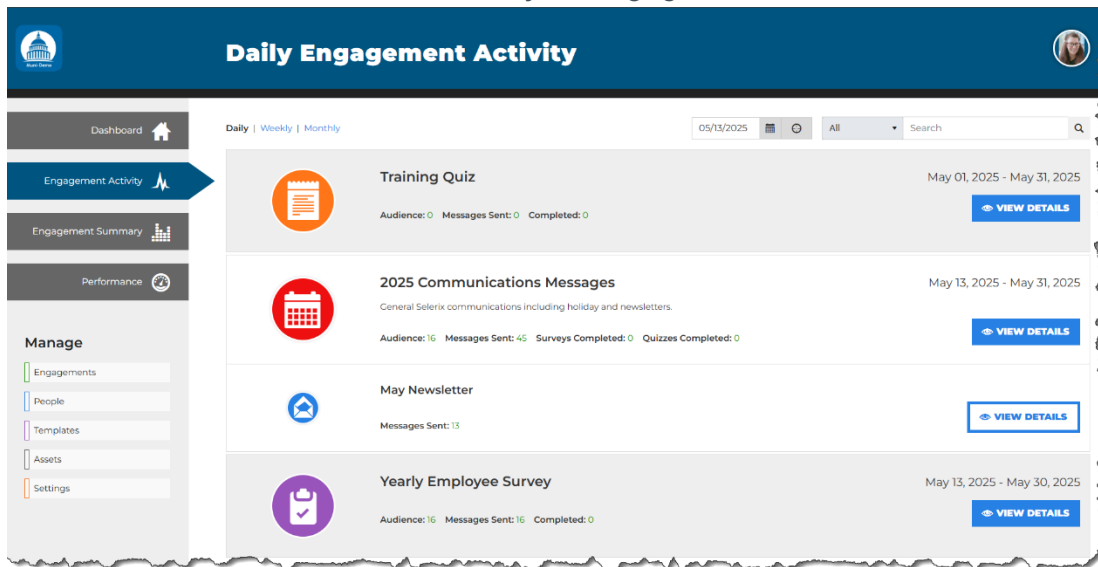 Daily Engagement Activity
Dashboard
Engagement Activity
Engagement Summary
Performance
Manage
Engagements
People
Templates
Assets
Settings
Daily | Weekly | Monthly
05/13/2025 All Search
Training Quiz May 01, 2025 - May 31, 2025
Audience: 0 Messages Sent: 0 Completed: 0
VIEW DETAILS
2025 Communications Messages May 13, 2025 - May 31, 2025
General Selerix communications including holiday and newsletters.
Audience: 16 Messages Sent: 45 Surveys Completed: 0 Quizzes Completed: 0
VIEW DETAILS
May Newsletter
Messages Sent: 13
VIEW DETAILS
Yearly Employee Survey May 13, 2025 - May 30, 2025
Audience: 16 Messages Sent: 16 Completed: 0
VIEW DETAILS